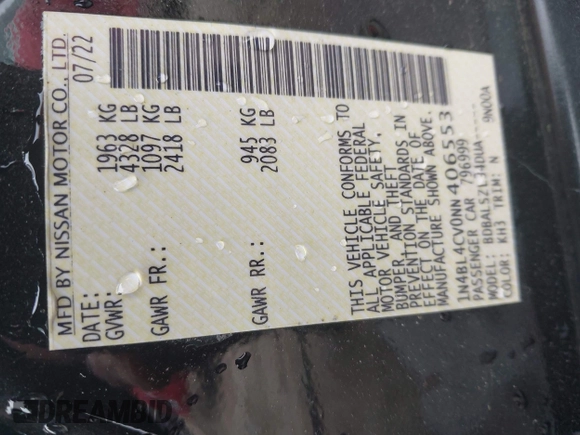 MFD BY NISSAN MOTOR CO., LTD.
DATE: 07/22
GVWR: 1963 KG
4328 LB
GAWR FR.: 1097 KG
2418 LB
GAWR RR.: 945 KG
2083 LB
THIS VEHICLE CONFORMS TO
ALL APPLICABLE FEDERAL
MOTOR VEHICLE SAFETY,
BUMPER, AND THEFT
PREVENTION STANDARDS IN
EFFECT ON THE DATE OF
MANUFACTURE SHOWN ABOVE.
1N4BL4CV0NN406553
PASSENGER CAR 796999
MODEL: BDBALSZL34DUA 9N00A
COLOR: KH3 TRIM: N
DREAMBID